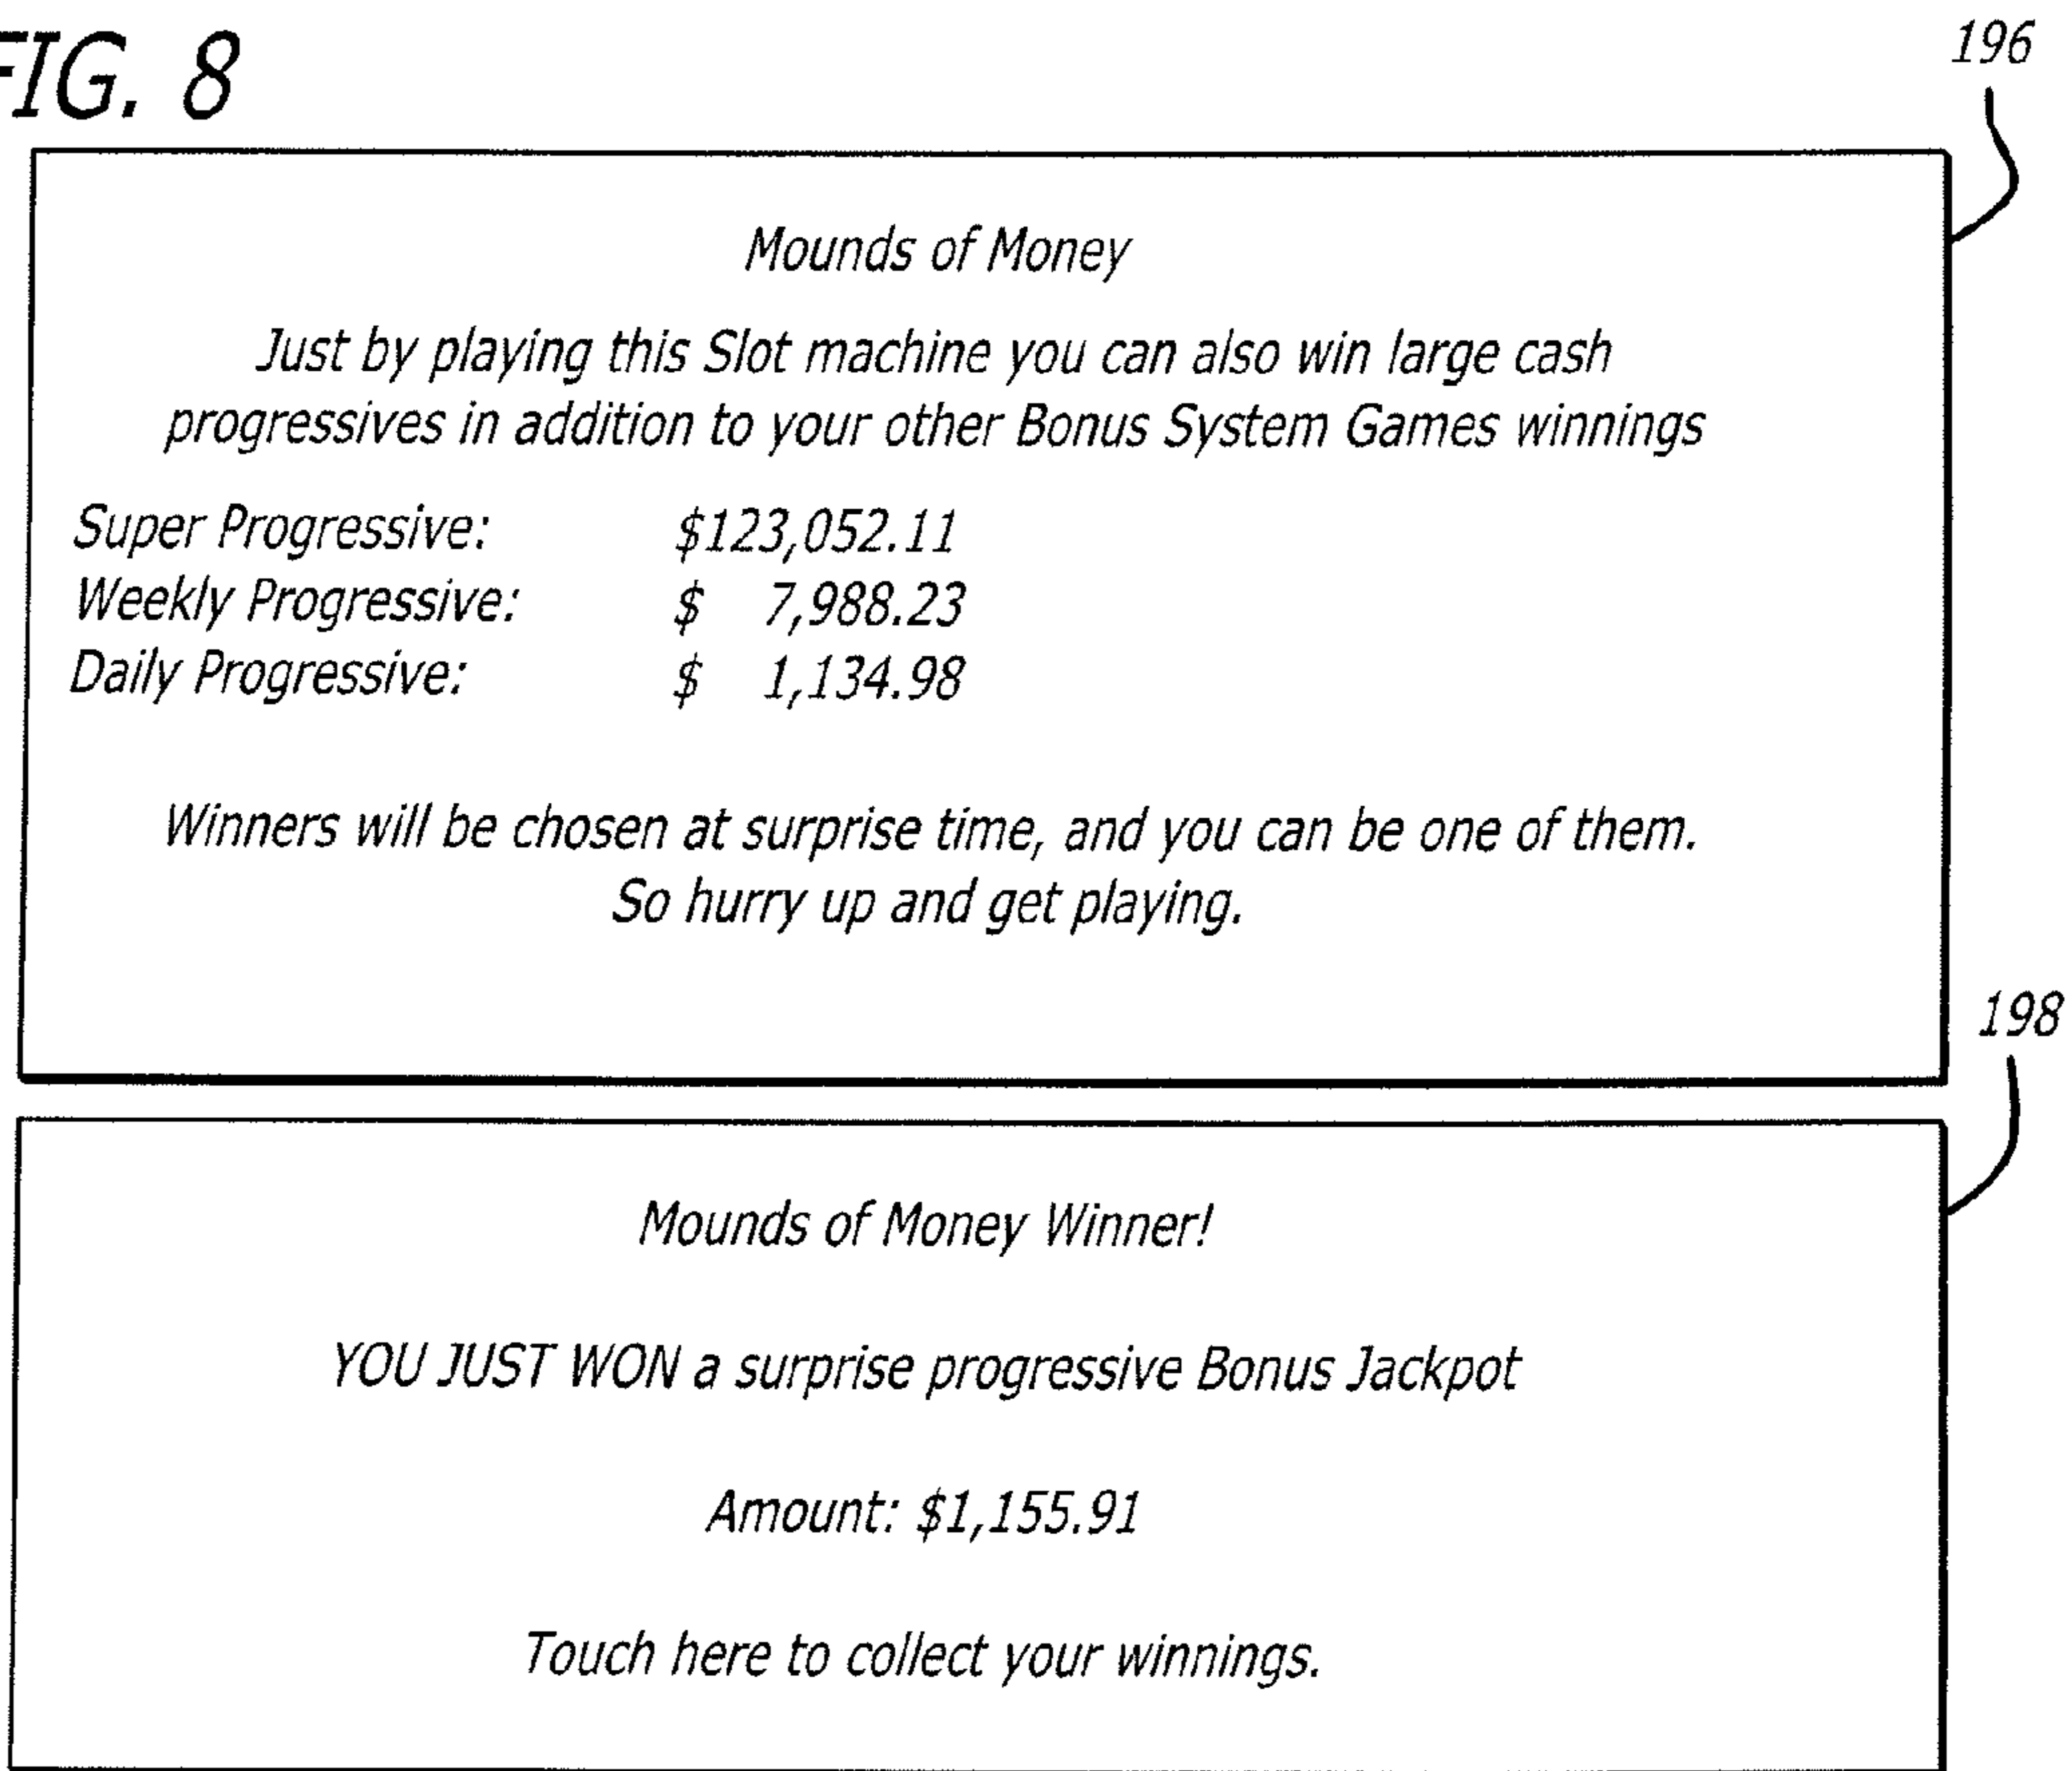 FIG. 8
196
Mounds of Money
Just by playing this Slot machine you can also win large cash
progressives in addition to your other Bonus System Games winnings
Super Progressive: $123,052.11
Weekly Progressive: $ 7,988.23
Daily Progressive: $ 1,134.98
Winners will be chosen at surprise time, and you can be one of them.
So hurry up and get playing.
198
Mounds of Money Winner!
YOU JUST WON a surprise progressive Bonus Jackpot
Amount: $1,155.91
Touch here to collect your winnings.